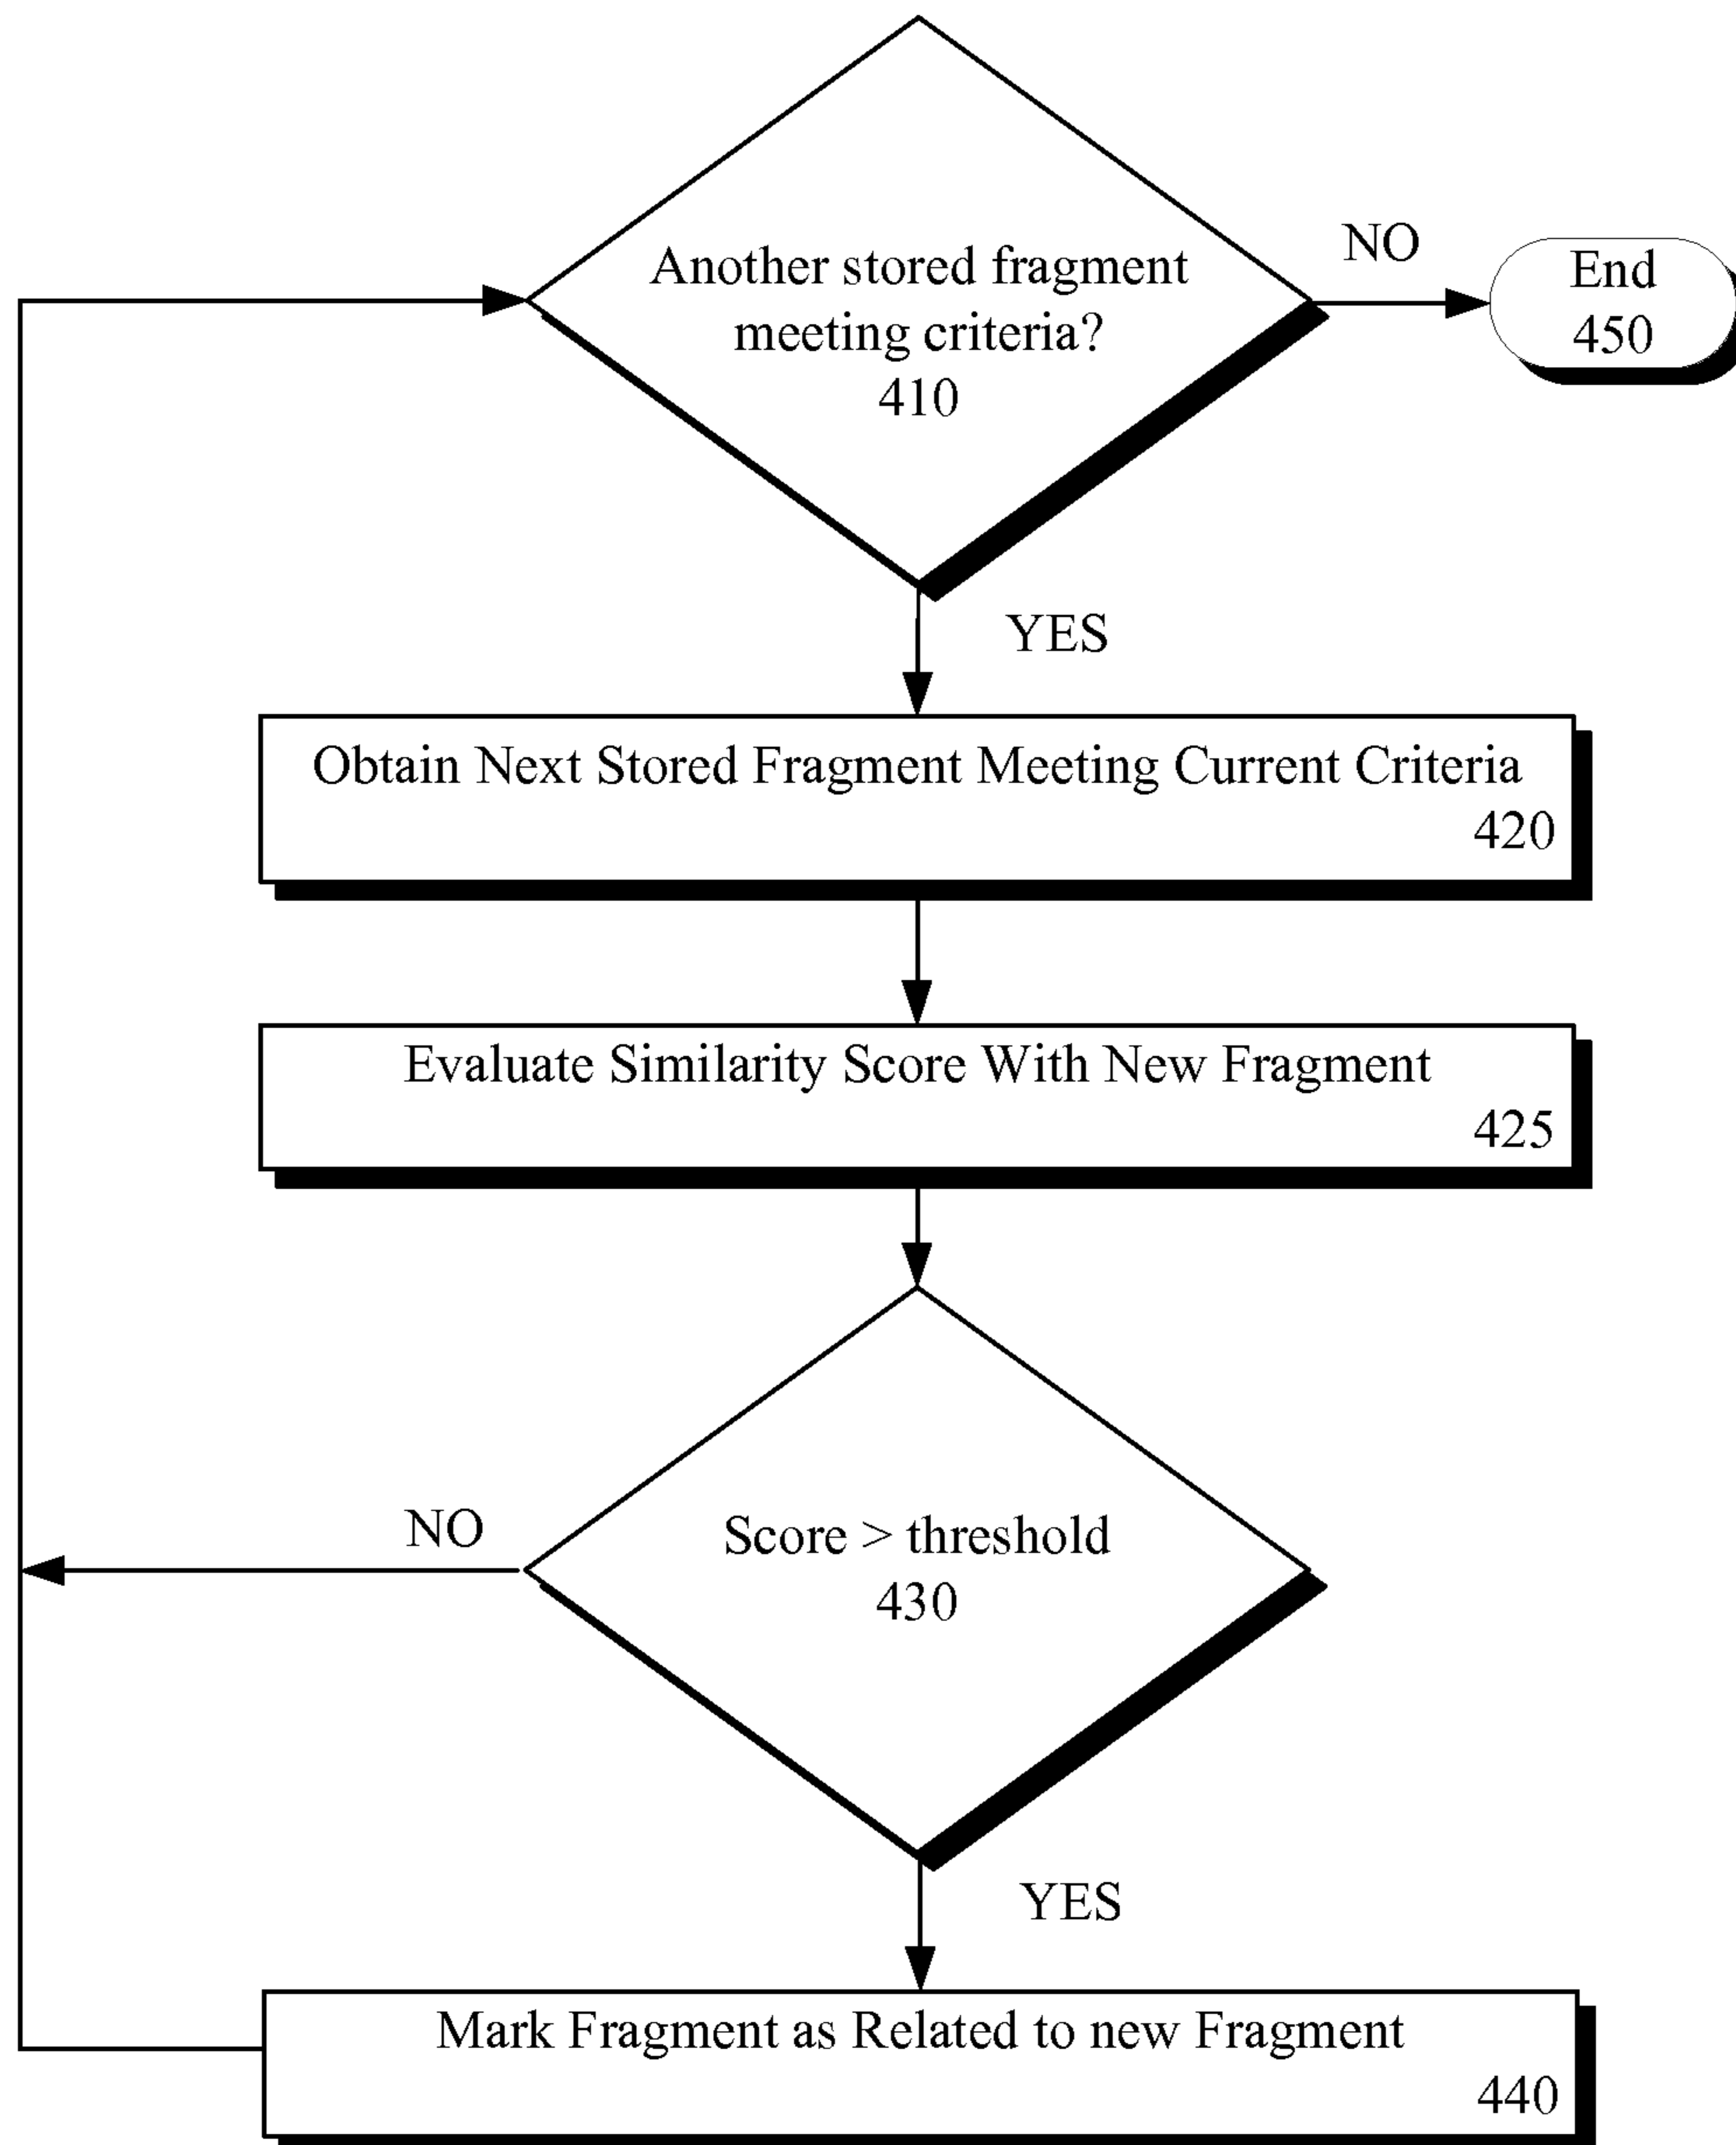 Another stored fragment
meeting criteria?
410
NO
End
450
YES
Obtain Next Stored Fragment Meeting Current Criteria
420
Evaluate Similarity Score With New Fragment
425
Score > threshold
430
NO
YES
Mark Fragment as Related to new Fragment
440